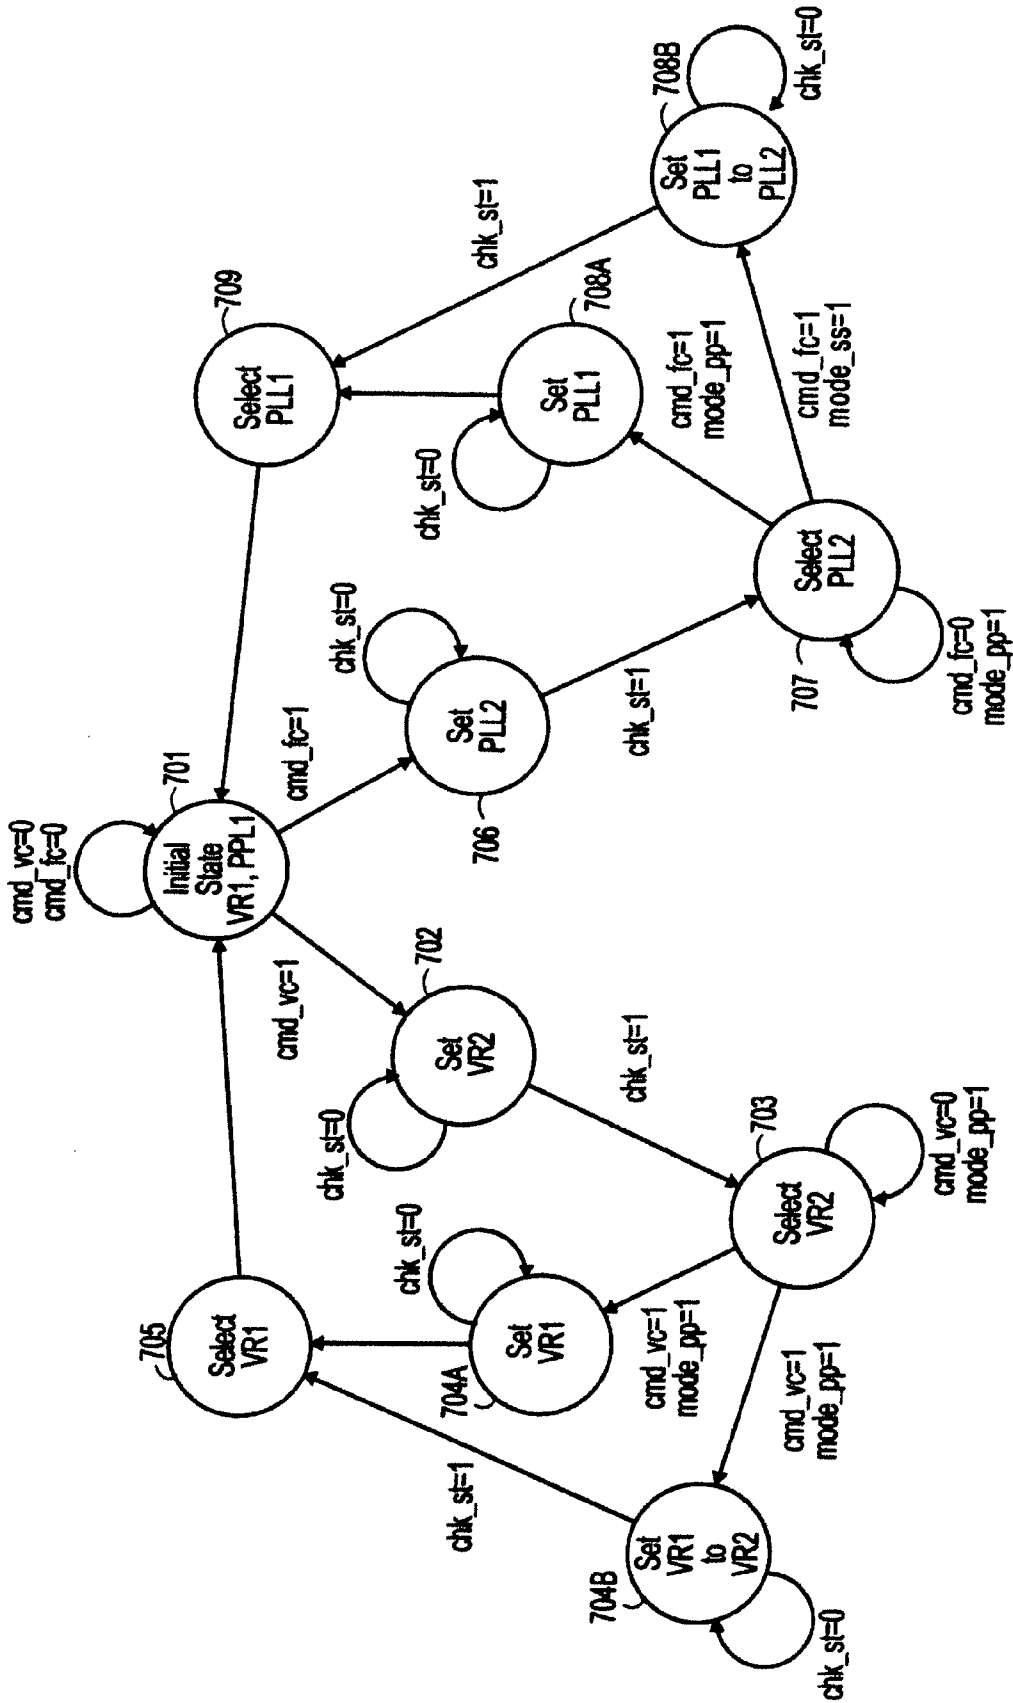 cmd_vc=0
cmd_fc=0
701
Initial
State
VR1, PPL1
705
Select
VR1
709
Select
PLL1
cmd_vc=1
cmd_fc=1
chk_st=1
chk_st=0
704A
Set
VR1
chk_st=0
chk_st=0
702
Set
VR2
706
Set
PLL2
chk_st=0
chk_st=0
708A
Set
PLL1
chk_st=1
704B
Set
VR1
to
VR2
chk_st=0
cmd_vc=1
mode_pp=1
cmd_vc=1
mode_pp=1
chk_st=1
703
Select
VR2
cmd_vc=0
mode_pp=1
chk_st=1
707
Select
PLL2
cmd_fc=0
mode_pp=1
cmd_fc=1
mode_pp=1
cmd_fc=1
mode_ss=1
708B
Set
PLL1
to
PLL2
chk_st=0